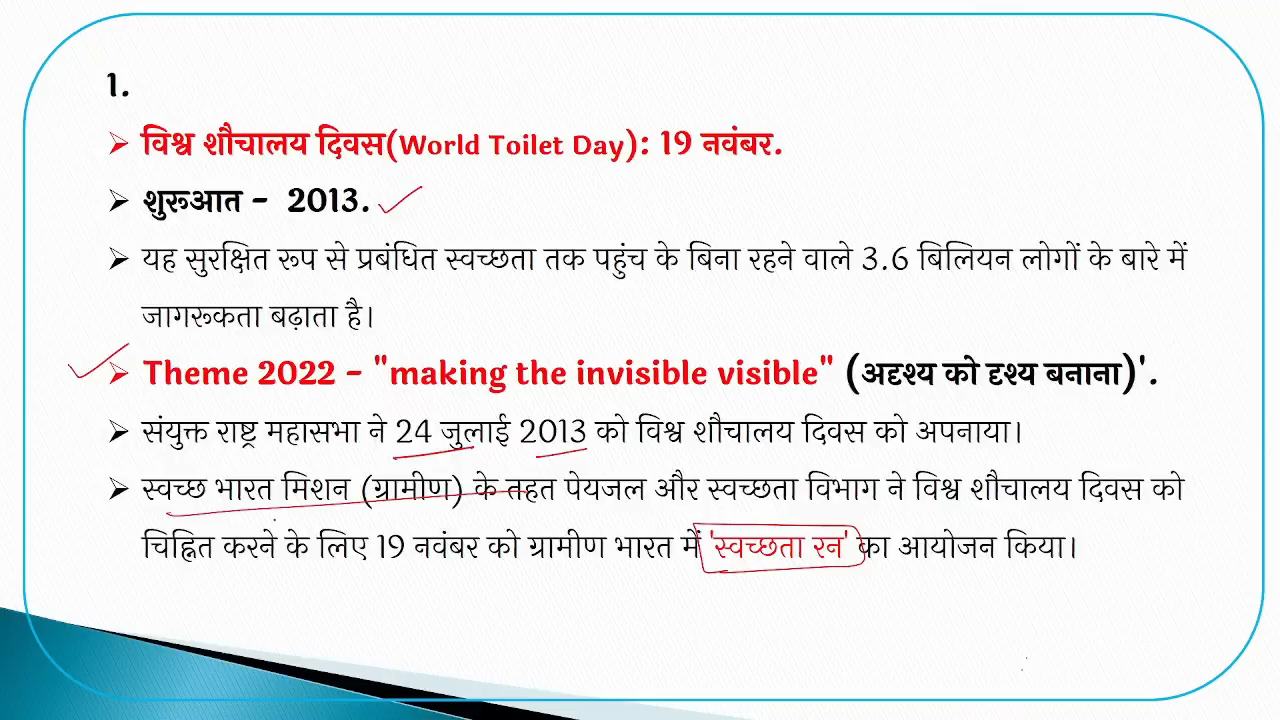 1.
विश्व शौचालय दिवस(World Toilet Day): 19 नवंबर.
शुरूआत - 2013.
यह सुरक्षित रूप से प्रबंधित स्वच्छता तक पहुंच के बिना रहने वाले 3.6 बिलियन लोगों के बारे में
जागरूकता बढ़ाता है।
Theme 2022 - "making the invisible visible" (अदृश्य को दृश्य बनाना)'.
संयुक्त राष्ट्र महासभा ने 24 जुलाई 2013 को विश्व शौचालय दिवस को अपनाया।
स्वच्छ भारत मिशन (ग्रामीण) के तहत पेयजल और स्वच्छता विभाग ने विश्व शौचालय दिवस को
चिह्नित करने के लिए 19 नवंबर को ग्रामीण भारत में 'स्वच्छता रन' का आयोजन किया।